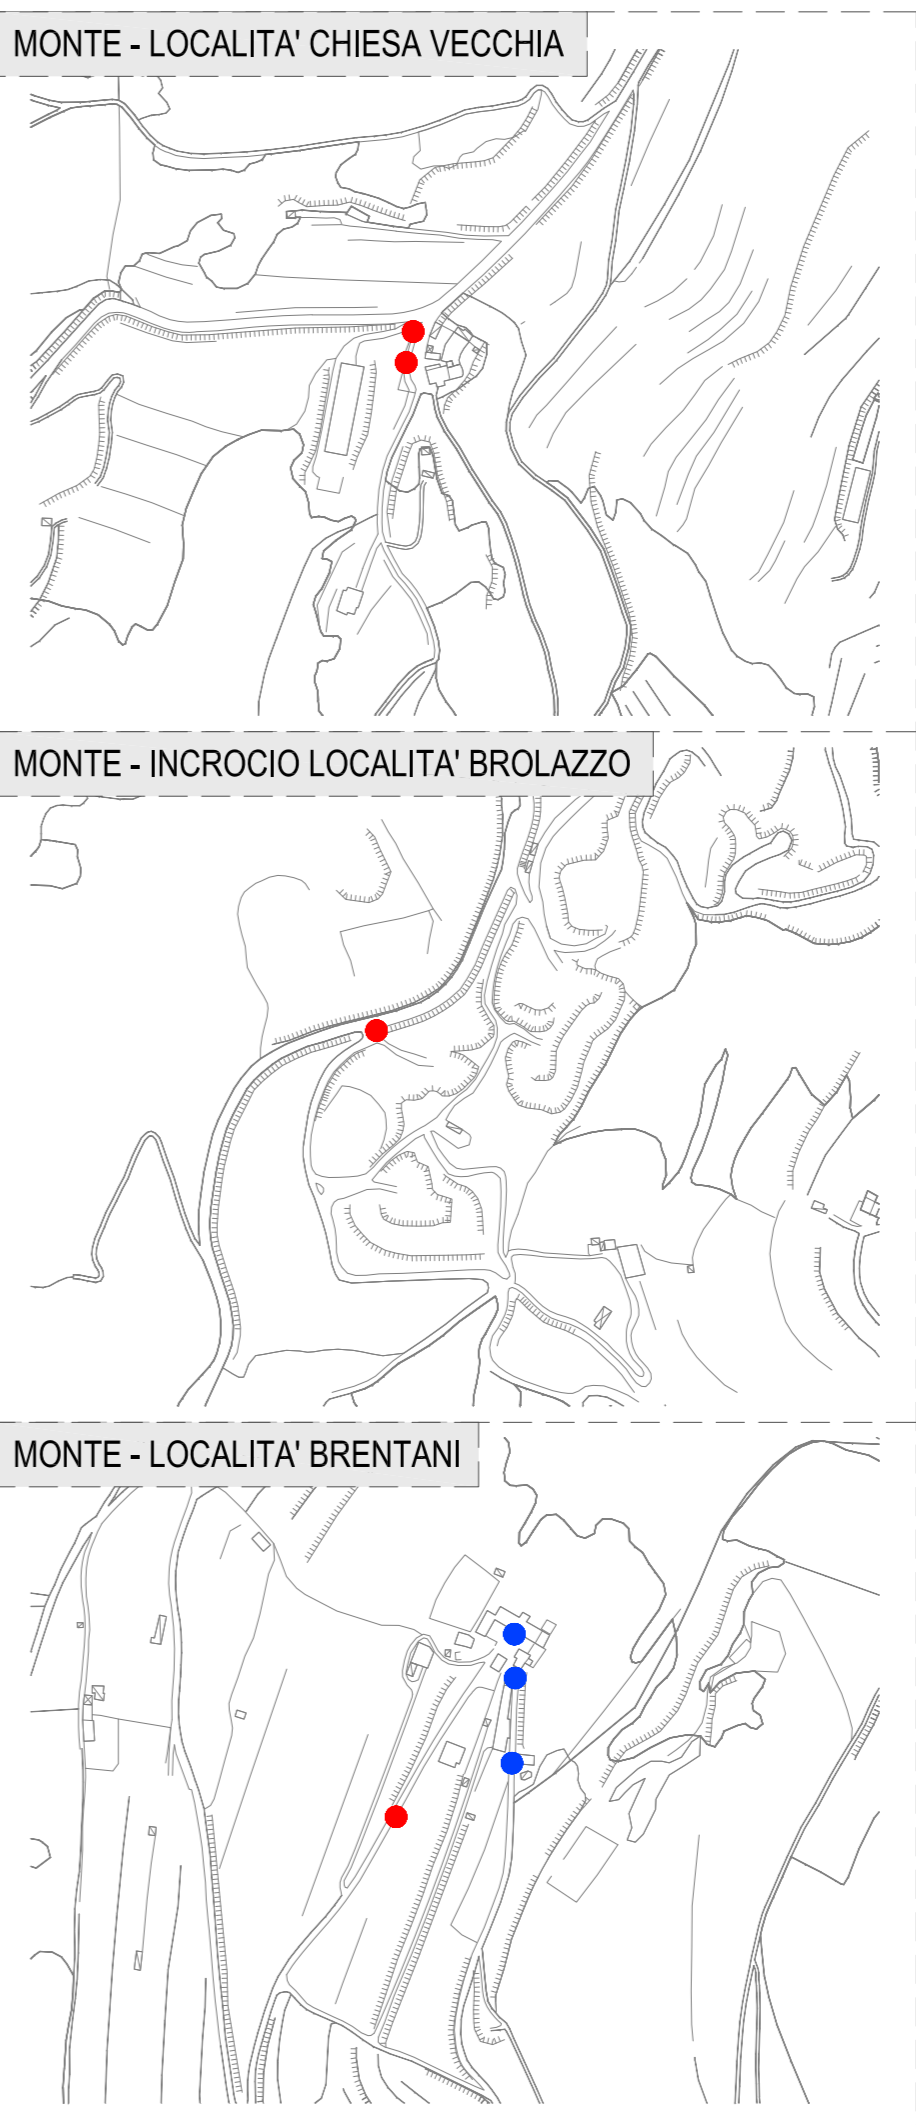 MONTE - LOCALITA' CHIESA VECCHIA
MONTE - INCROCIO LOCALITA' BROLAZZO
MONTE - LOCALITA' BRENTANI